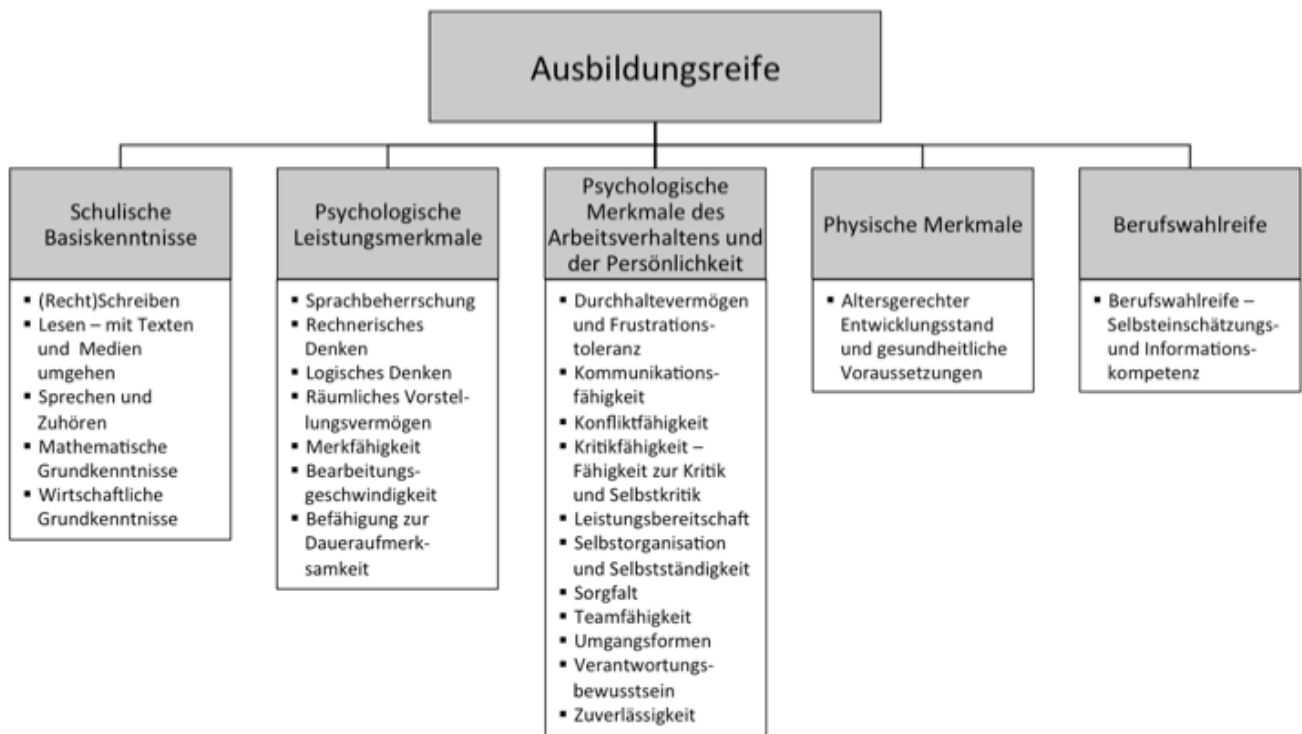 Ausbildungsreife
Schulische
Basiskenntnisse
▪ (Recht)Schreiben
▪ Lesen – mit Texten
und Medien
umgehen
▪ Sprechen und
Zuhören
▪ Mathematische
Grundkenntnisse
▪ Wirtschaftliche
Grundkenntnisse
Psychologische
Leistungsmerkmale
▪ Sprachbeherrschung
▪ Rechnerisches
Denken
▪ Logisches Denken
▪ Räumliches Vorstel-
lungsvermögen
▪ Merkfähigkeit
▪ Bearbeitungs-
geschwindigkeit
▪ Befähigung zur
Daueraufmerk-
samkeit
Psychologische
Merkmale des
Arbeitsverhaltens und
der Persönlichkeit
▪ Durchhaltevermögen
und Frustrations-
toleranz
▪ Kommunikations-
fähigkeit
▪ Konfliktfähigkeit
▪ Kritikfähigkeit –
Fähigkeit zur Kritik
und Selbstkritik
▪ Leistungsbereitschaft
▪ Selbstorganisation
und Selbstständigkeit
▪ Sorgfalt
▪ Teamfähigkeit
▪ Umgangsformen
▪ Verantwortungs-
bewusstsein
▪ Zuverlässigkeit
Physische Merkmale
▪ Altersgerechter
Entwicklungsstand
und gesundheitliche
Voraussetzungen
Berufswahlreife
▪ Berufswahlreife –
Selbsteinschätzungs-
und Informations-
kompetenz